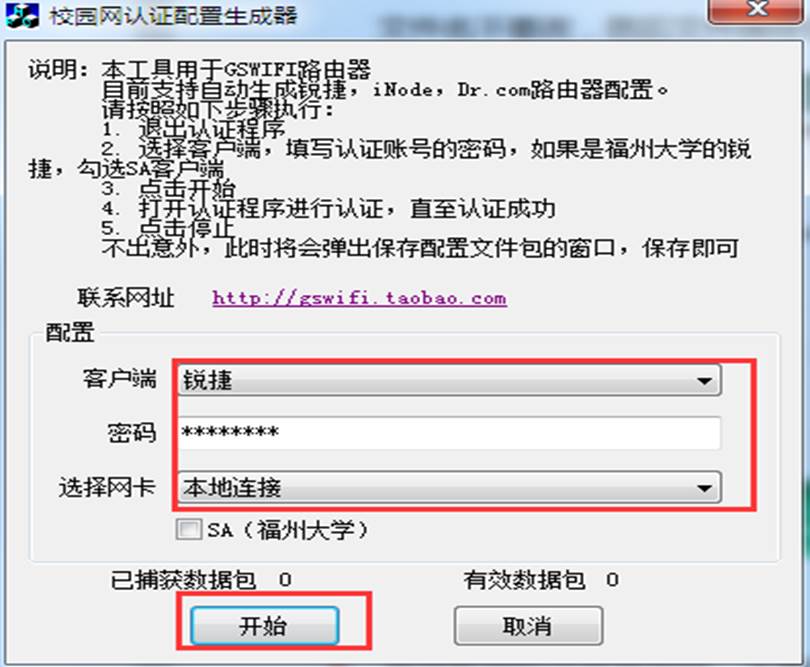 校园网认证配置生成器
说明: 本工具用于GSWIFI路由器
目前支持自动生成锐捷，iNode，Dr.com路由器配置。
请按照如下步骤执行:
1. 退出认证程序
2. 选择客户端，填写认证账号的密码，如果是福州大学的锐
捷，勾选SA客户端
3. 点击开始
4. 打开认证程序进行认证，直至认证成功
5. 点击停止
不出意外，此时将会弹出保存配置文件包的窗口，保存即可
联系网址 http://gswifi.taobao.com
配置
客户端 锐捷
密码 ********
选择网卡 本地连接
SA（福州大学）
已捕获数据包 0 有效数据包 0
开始 取消